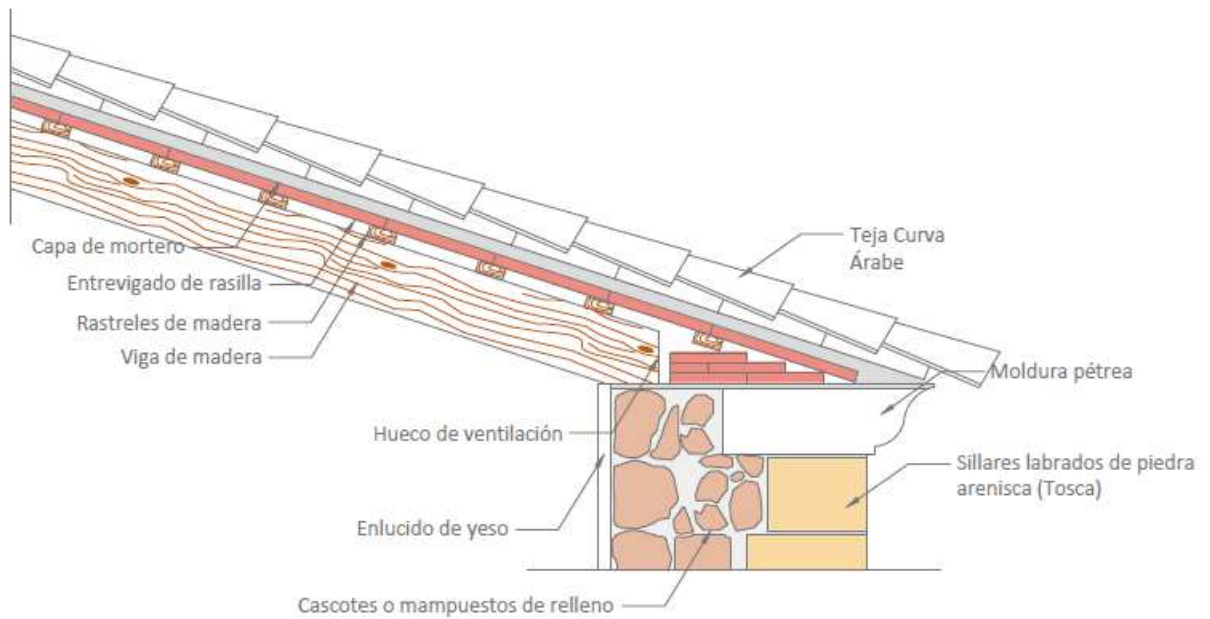 Capa de mortero
Entrevigado de rasilla
Rastreles de madera
Viga de madera
Teja Curva
Árabe
Moldura pétrea
Hueco de ventilación
Sillares labrados de piedra
arenisca (Tosca)
Enlucido de yeso
Cascotes o mampuestos de relleno